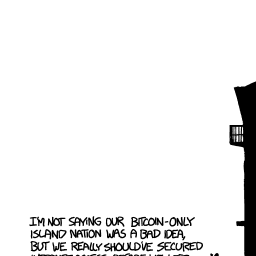 I'M NOT SAYING OUR BITCOIN-ONLY
ISLAND NATION WAS A BAD IDEA,
BUT WE REALLY SHOULD'VE SECURED